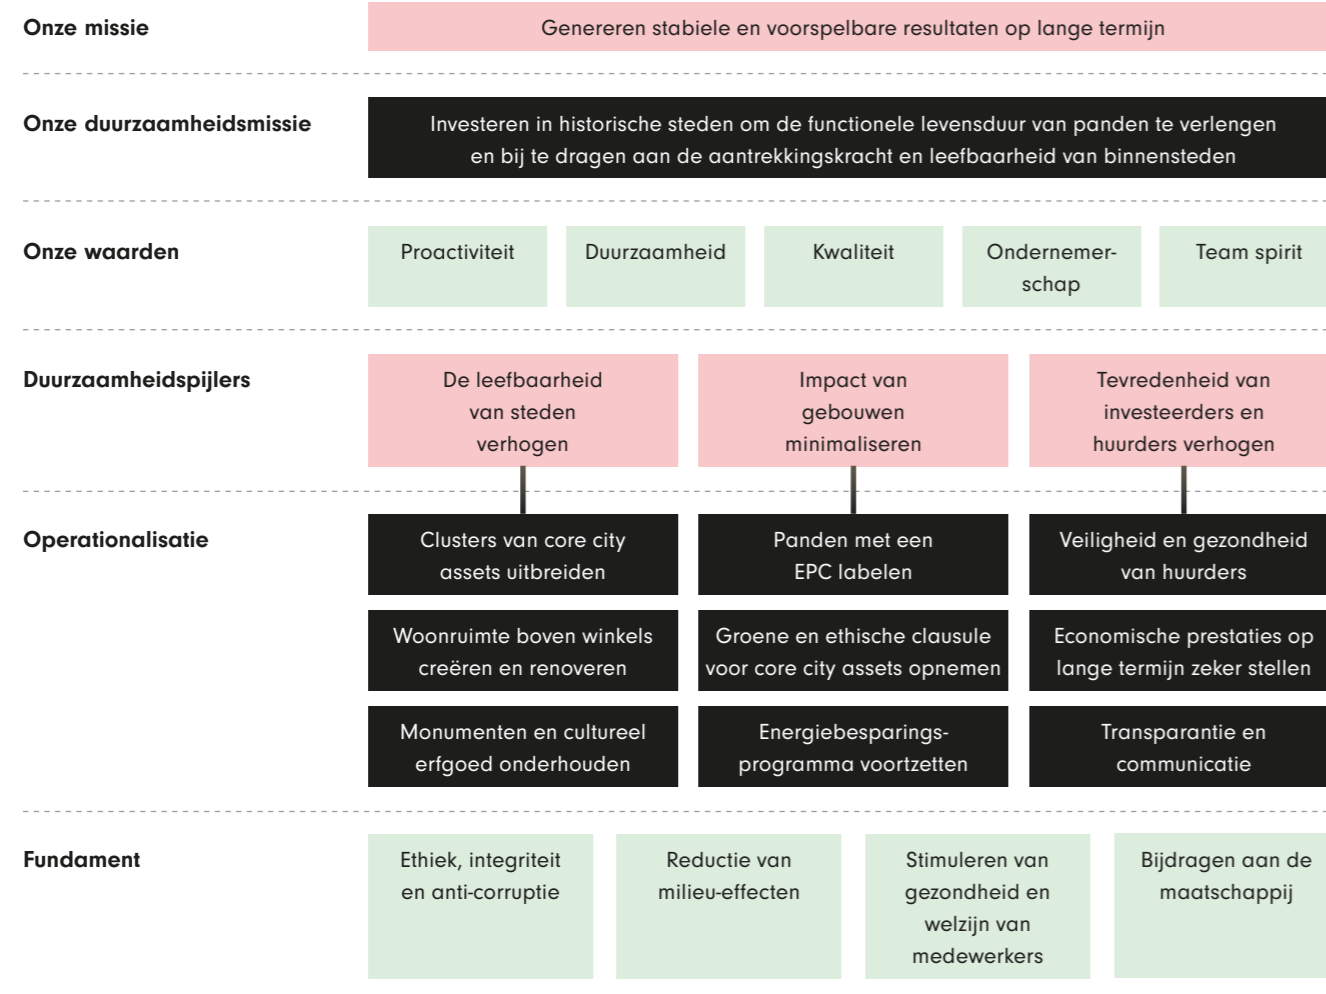 Onze missie
Genereren stabiele en voorspelbare resultaten op lange termijn
Onze duurzaamheidsmissie
Investeren in historische steden om de functionele levensduur van panden te verlengen
en bij te dragen aan de aantrekkingskracht en leefbaarheid van binnensteden
Onze waarden
Proactiviteit
Duurzaamheid
Kwaliteit
Ondernemer-
schap
Team spirit
Duurzaamheidspijlers
De leefbaarheid
van steden
verhogen
Impact van
gebouwen
minimaliseren
Tevredenheid van
investeerders en
huurders verhogen
Operationalisatie
Clusters van core city
assets uitbreiden
Panden met een
EPC labelen
Veiligheid en gezondheid
van huurders
Woonruimte boven winkels
creëren en renoveren
Groene en ethische clausule
voor core city assets opnemen
Economische prestaties op
lange termijn zeker stellen
Monumenten en cultureel
erfgoed onderhouden
Energiebesparings-
programma voortzetten
Transparantie en
communicatie
Fundament
Ethiek, integriteit
en anti-corruptie
Reductie van
milieu-effecten
Stimuleren van
gezondheid en
welzijn van
medewerkers
Bijdragen aan de
maatschappij